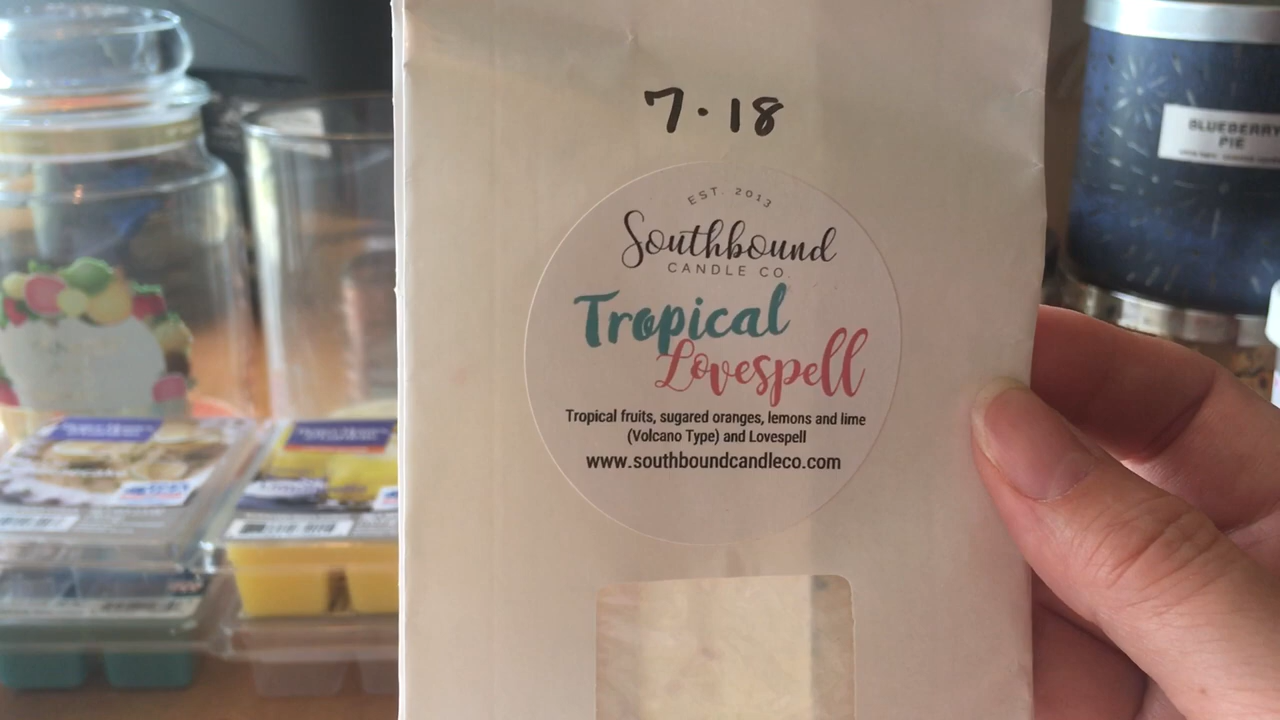 7.18
EST. 2013
Southbound
CANDLE CO.
Tropical
Lovespell
Tropical fruits, sugared oranges, lemons and lime
(Volcano Type) and Lovespell
www.southboundcandleco.com
BLUEBERRY
PIE